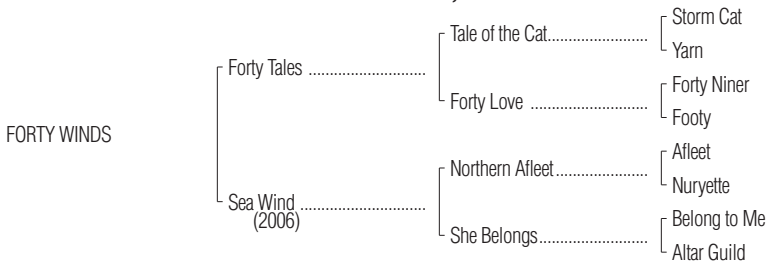 Storm Cat
Tale of the Cat.......................
Yarn
Forty Tales ...........................
Forty Niner
Forty Love ...........................
Footy
FORTY WINDS
Afleet
Northern Afleet.....................
Nuryette
Sea Wind .............................
(2006)
Belong to Me
She Belongs.........................
Altar Guild